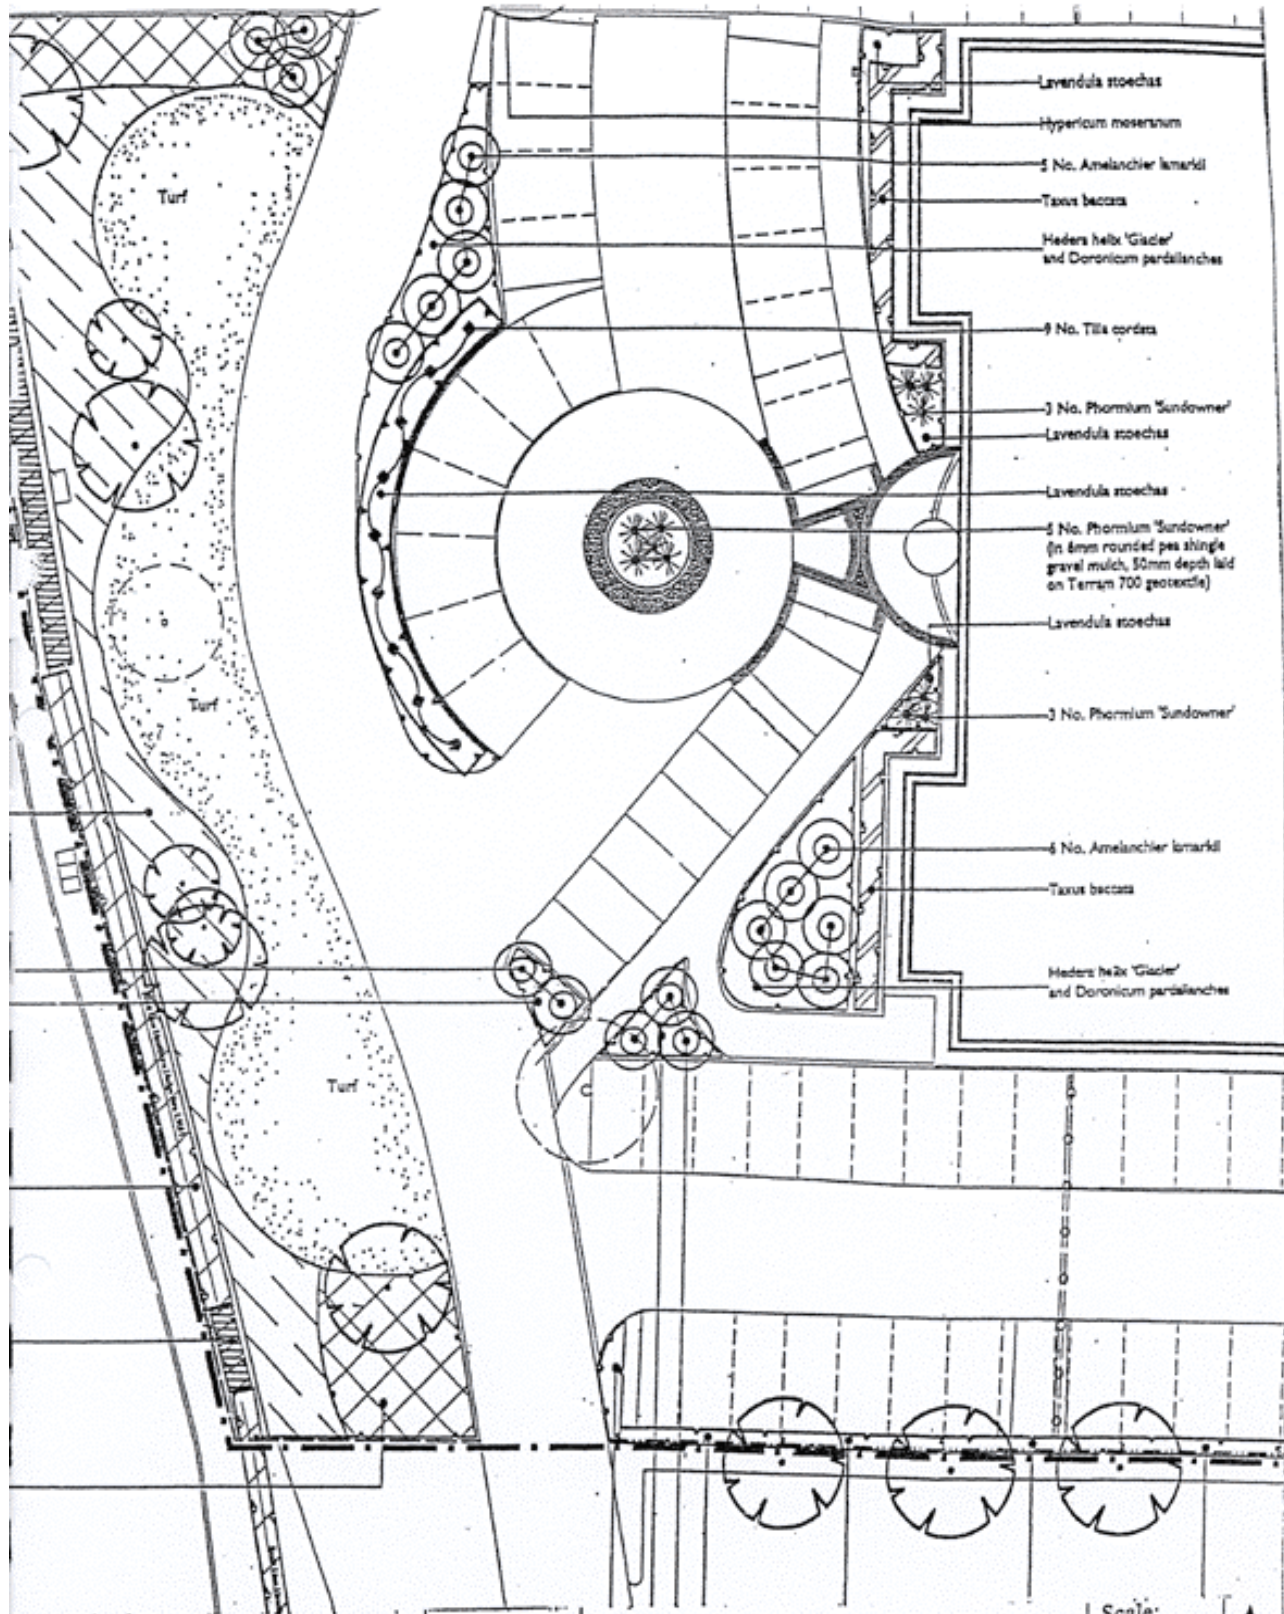 Lavendula stoechas
Hypericum moseranum
5 No. Amelanchier lamarkii
Taxus baccata
Hedera helix 'Glacier'
and Doronicum pardalianches
9 No. Tilia cordata
3 No. Phormium 'Sundowner'
Lavendula stoechas
Lavendula stoechas
5 No. Phormium 'Sundowner'
(in 6mm rounded pea shingle
gravel mulch, 50mm depth laid
on Terram 700 geotextile)
Lavendula stoechas
3 No. Phormium 'Sundowner'
6 No. Amelanchier lamarkii
Taxus baccata
Hedera helix 'Glacier'
and Doronicum pardalianches
Turf
Turf
Turf
Scale: